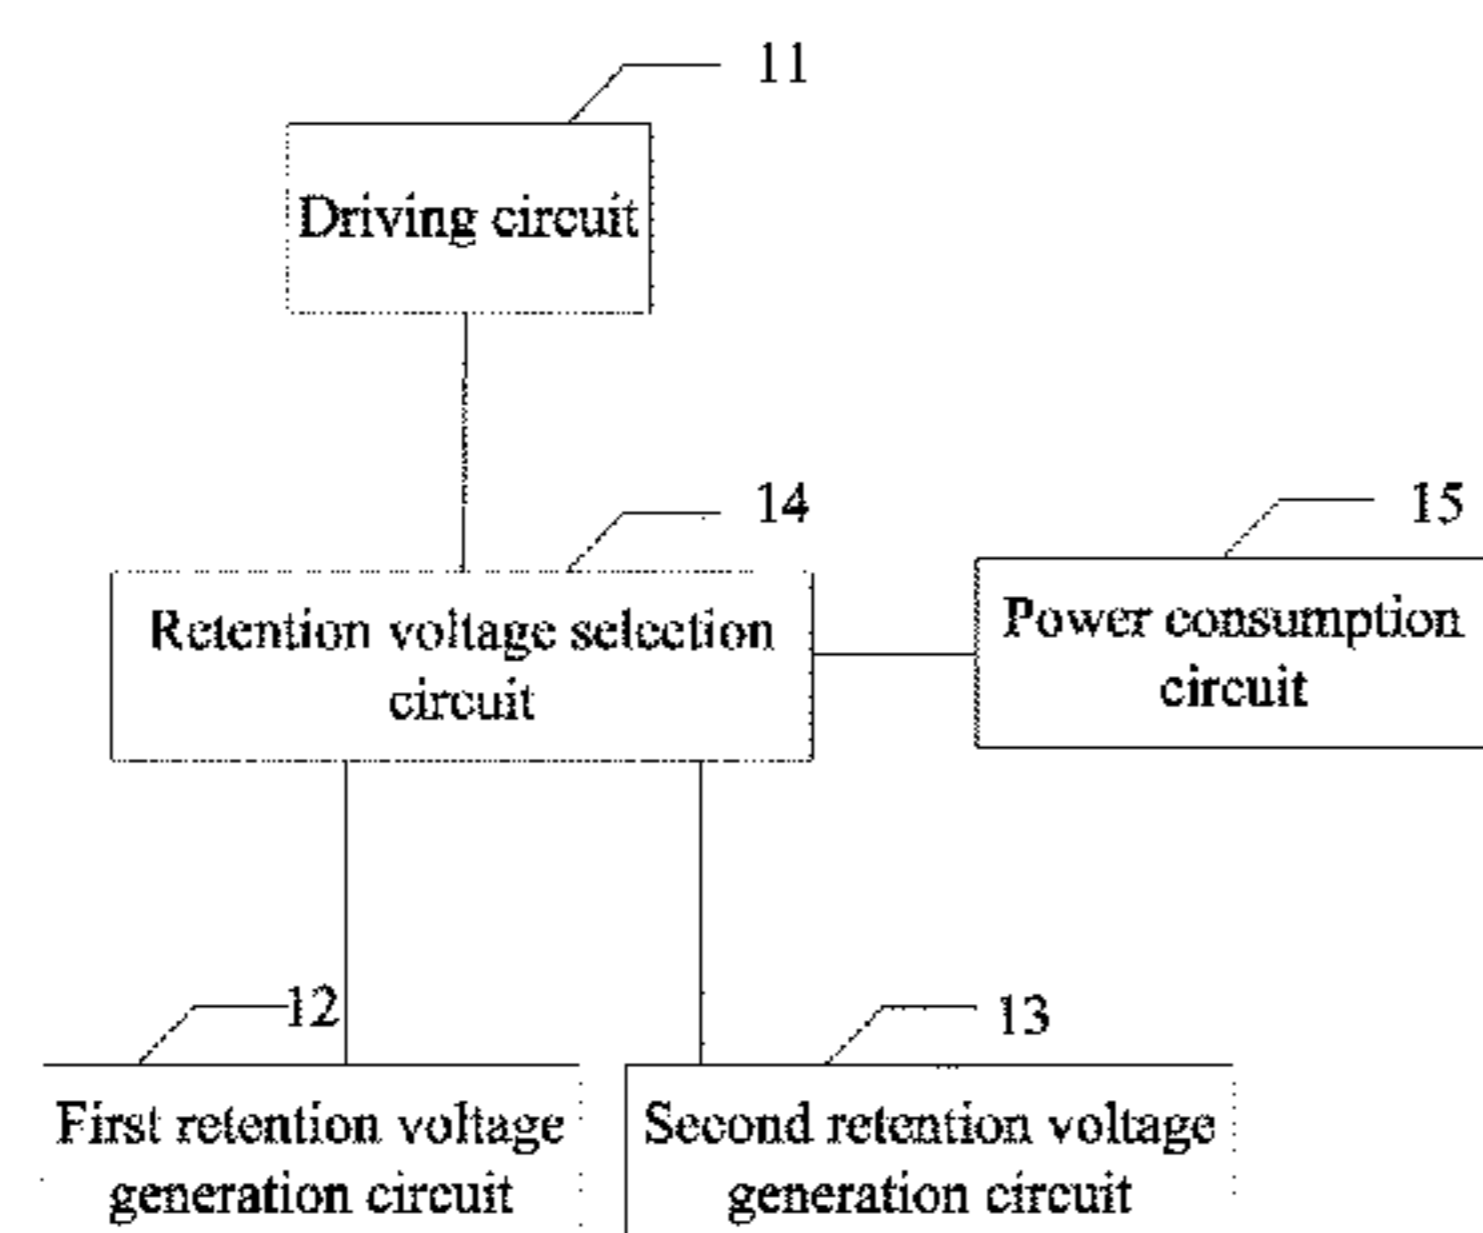 11
Driving circuit
14
15
Retention voltage selection
circuit
Power consumption
circuit
12
13
First retention voltage
generation circuit
Second retention voltage
generation circuit